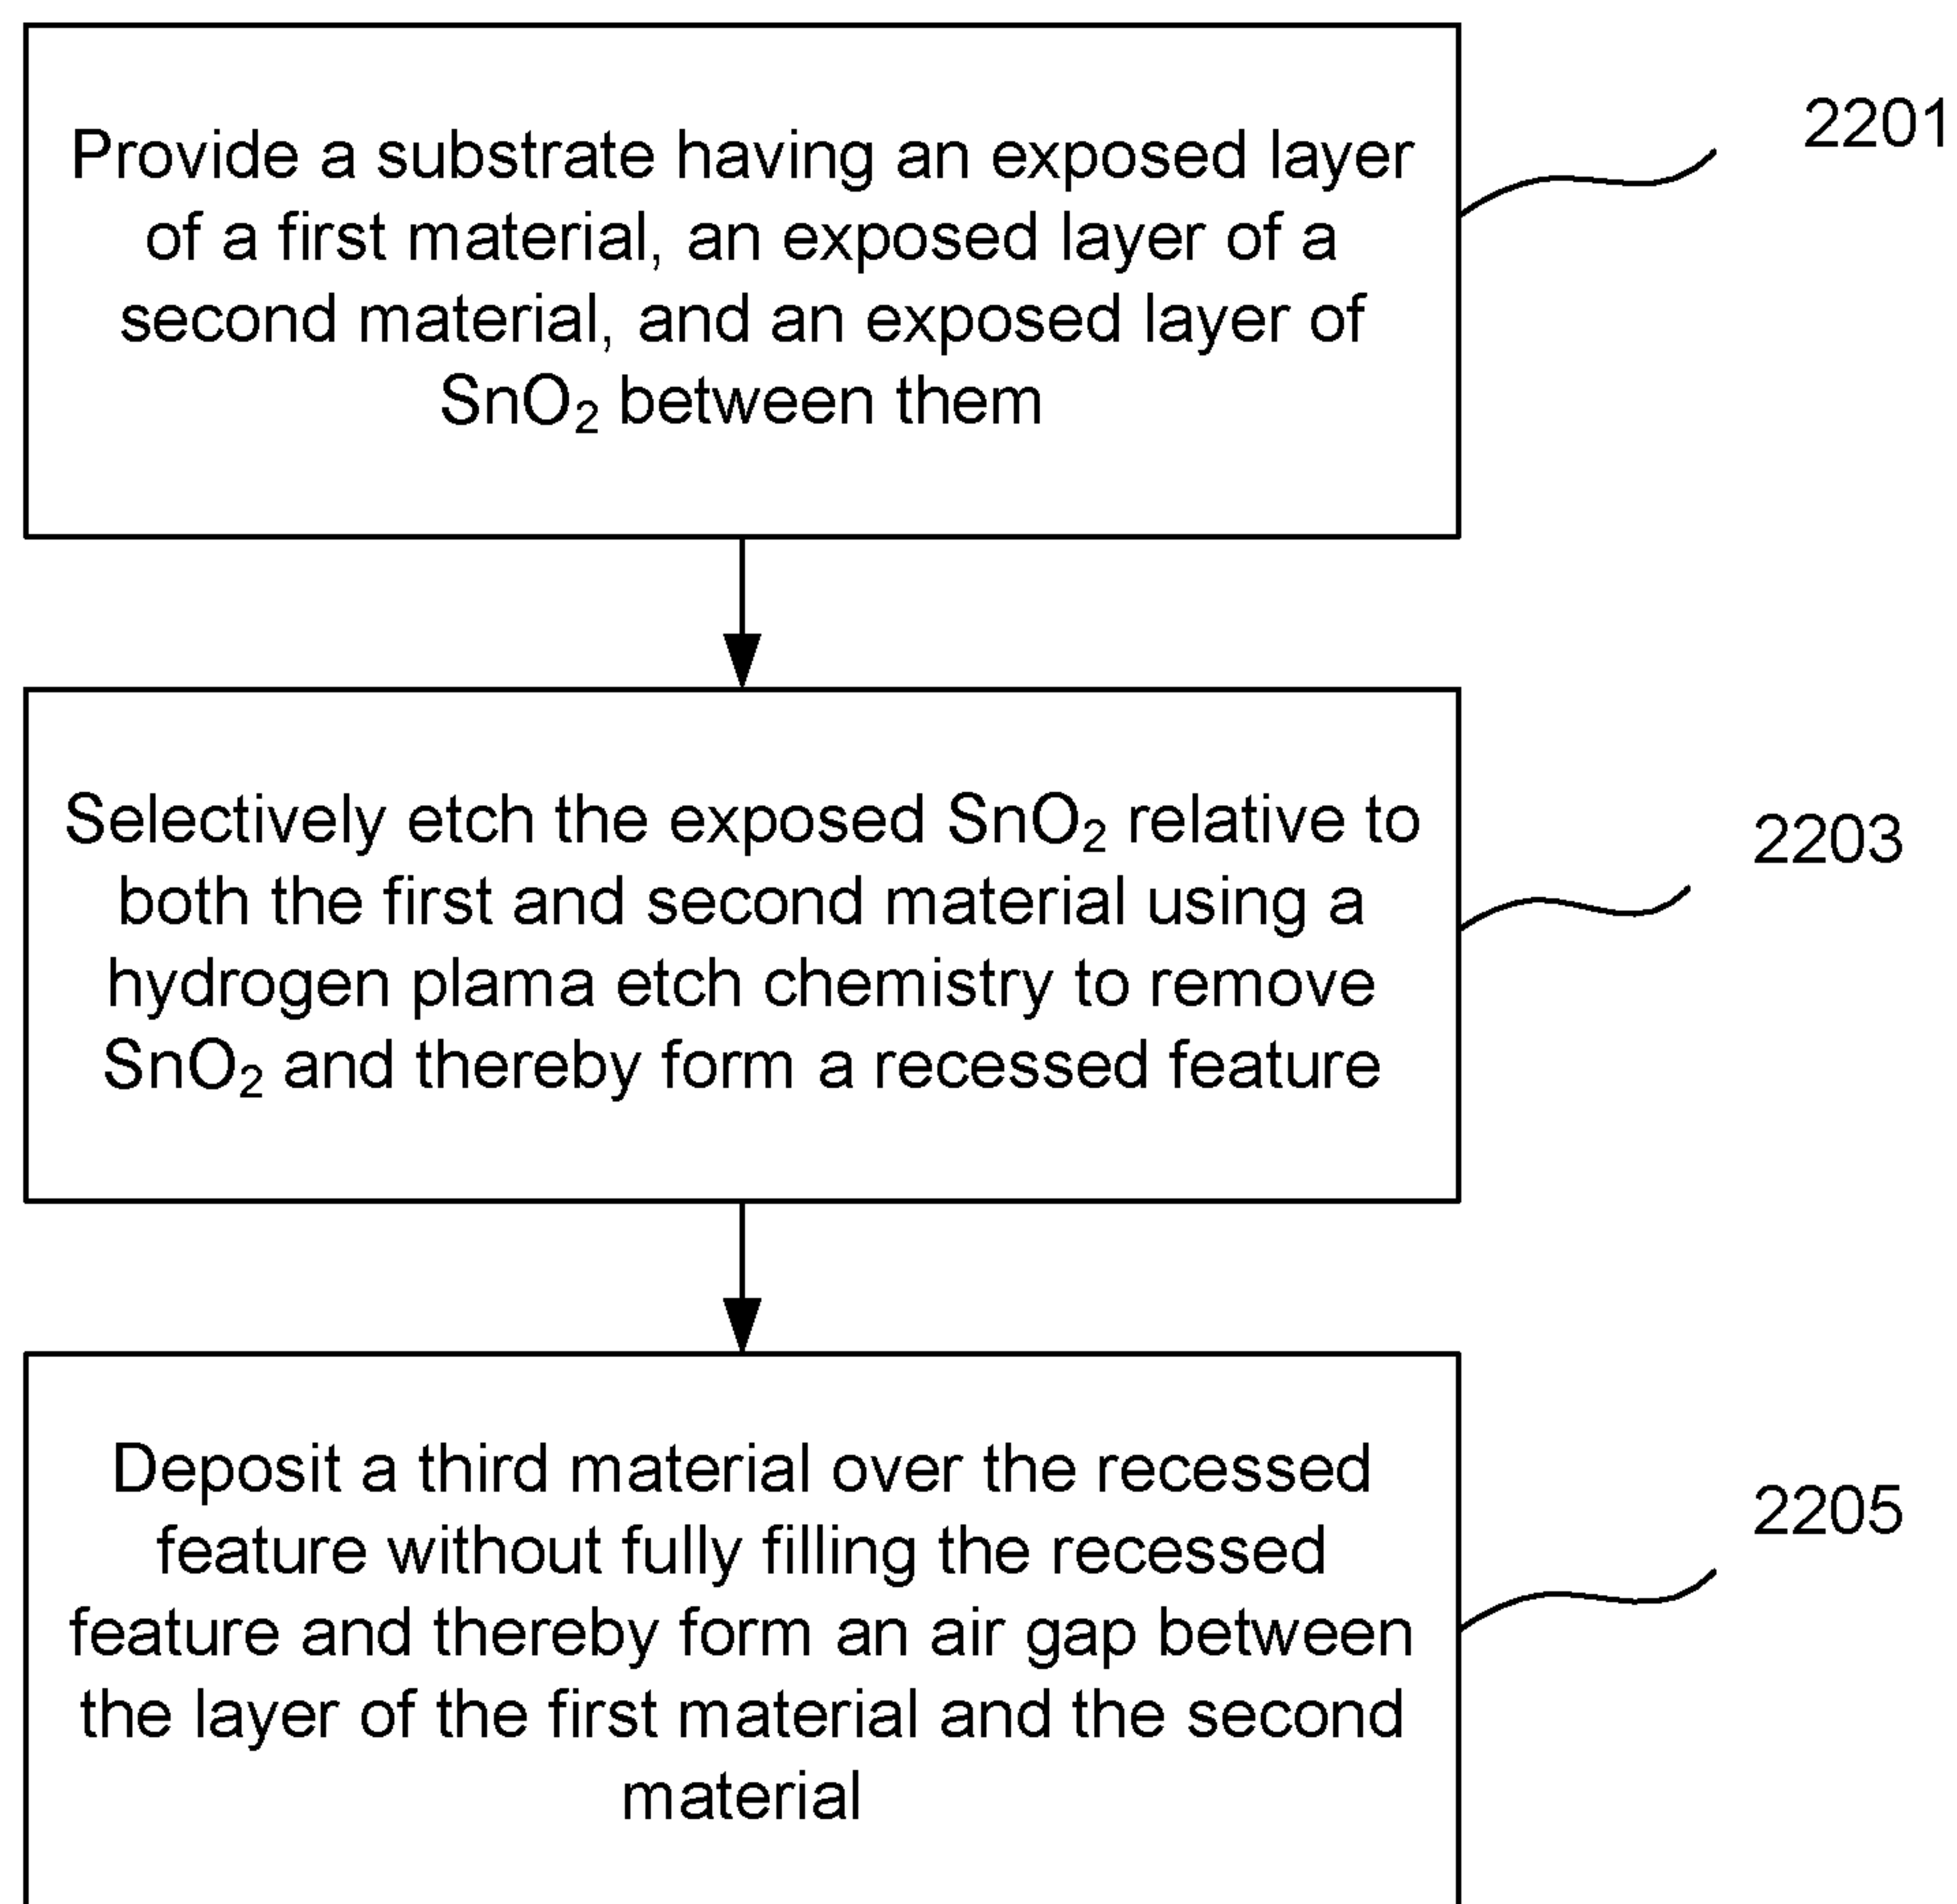 Provide a substrate having an exposed layer
of a first material, an exposed layer of a
second material, and an exposed layer of
SnO₂ between them
2201
Selectively etch the exposed SnO₂ relative to
both the first and second material using a
hydrogen plama etch chemistry to remove
SnO₂ and thereby form a recessed feature
2203
Deposit a third material over the recessed
feature without fully filling the recessed
feature and thereby form an air gap between
the layer of the first material and the second
material
2205